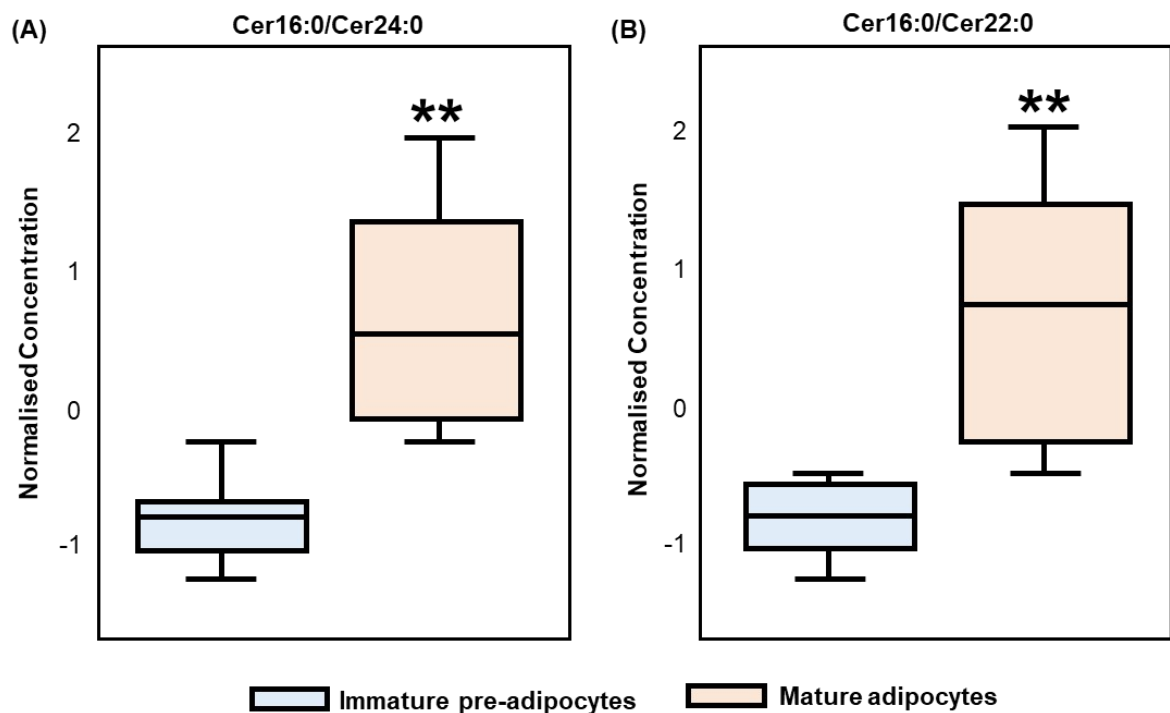 (A)
Cer16:0/Cer24:0
**
2
1
0
-1
Normalised Concentration
(B)
Cer16:0/Cer22:0
**
2
1
0
-1
Normalised Concentration
Immature pre-adipocytes
Mature adipocytes